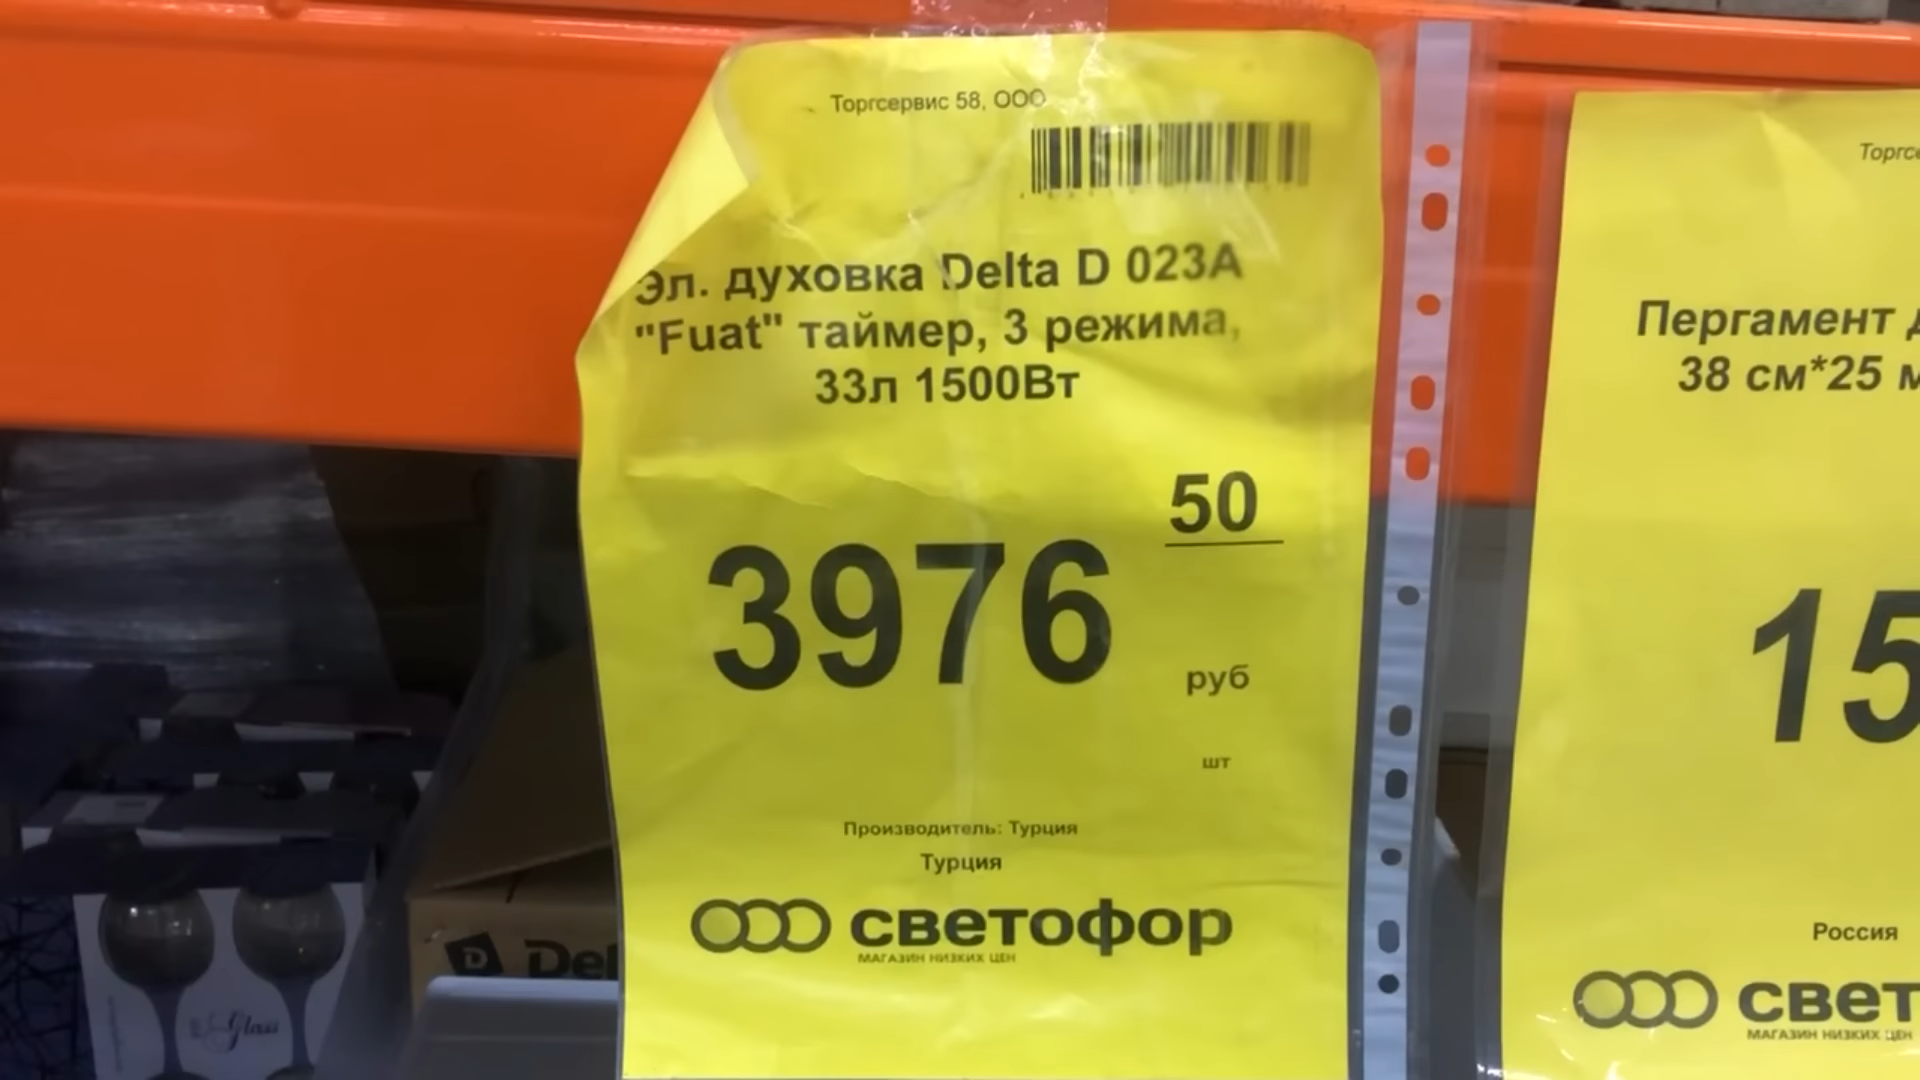 Торгсервис 58, ООО
Эл. духовка Delta D 023A
"Fuat" таймер, 3 режима,
33л 1500Вт
3976
50
руб
шт
Производитель: Турция
Турция
светофор
МАГАЗИН НИЗКИХ ЦЕН
Пергамент
38 см*25 м
15
Россия
свет
МАГАЗИН НИЗКИХ ЦЕН
D Del
Glass